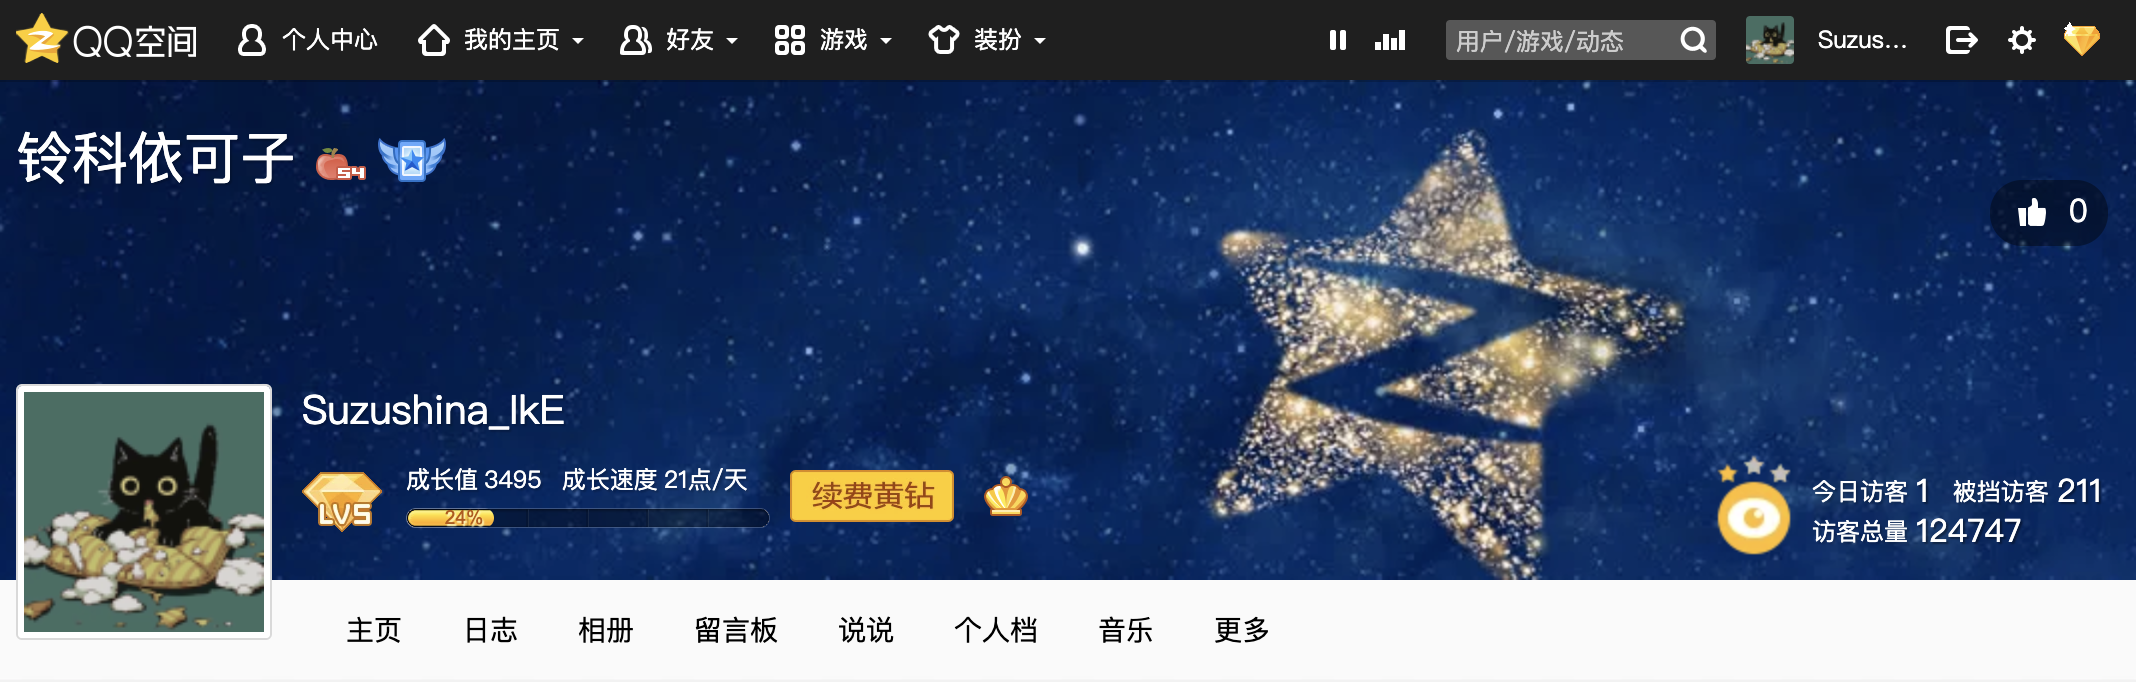 QQ空间 个人中心 我的主页 好友 游戏 装扮 用户/游戏/动态 Suzus...
铃科依可子 54
0
Suzushina_IkE
LV5 成长值 3495 成长速度 21点/天
24%
续费黄钻
今日访客 1 被挡访客 211
访客总量 124747
主页 日志 相册 留言板 说说 个人档 音乐 更多